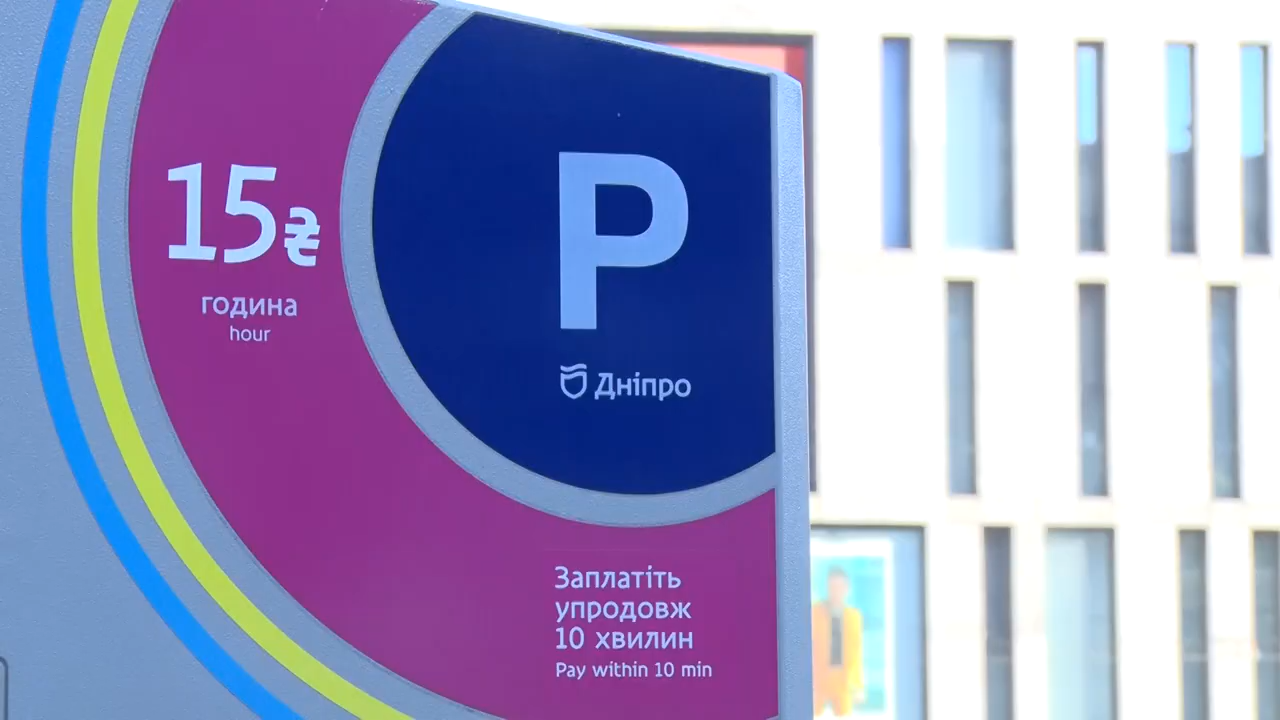 15₴
година
hour
P
Дніпро
Заплатіть
упродовж
10 хвилин
Pay within 10 min